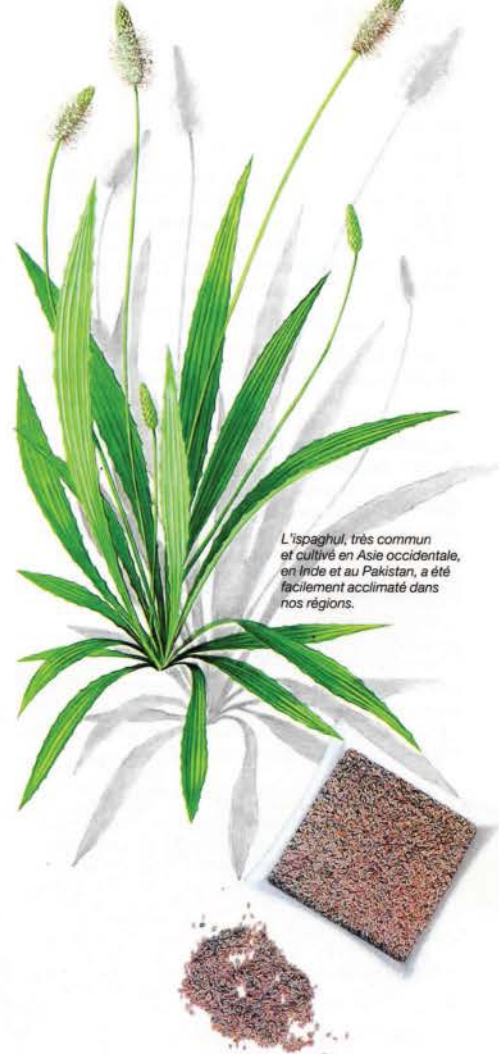 L'ispaghul, très commun
et cultivé en Asie occidentale,
en Inde et au Pakistan, a été
facilement acclimaté dans
nos régions.